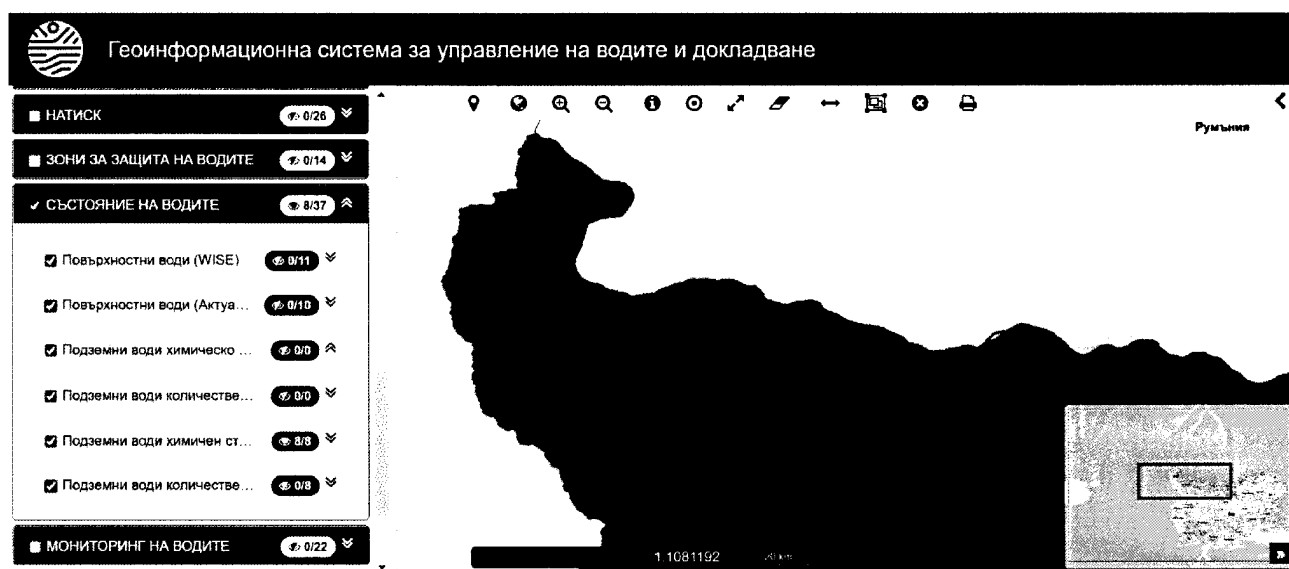 Геоинформационна система за управление на водите и докладване
НАТИСК 0/26
ЗОНИ ЗА ЗАЩИТА НА ВОДИТЕ 0/14
СЪСТОЯНИЕ НА ВОДИТЕ 8/37
Повърхностни води (WISE) 0/11
Повърхностни води (Актуа... 0/10
Подземни води химическо ... 0/0
Подземни води количестве... 0/0
Подземни води химичен ст... 8/8
Подземни води количестве... 0/8
МОНИТОРИНГ НА ВОДИТЕ 0/22
Румъния
1:1081192